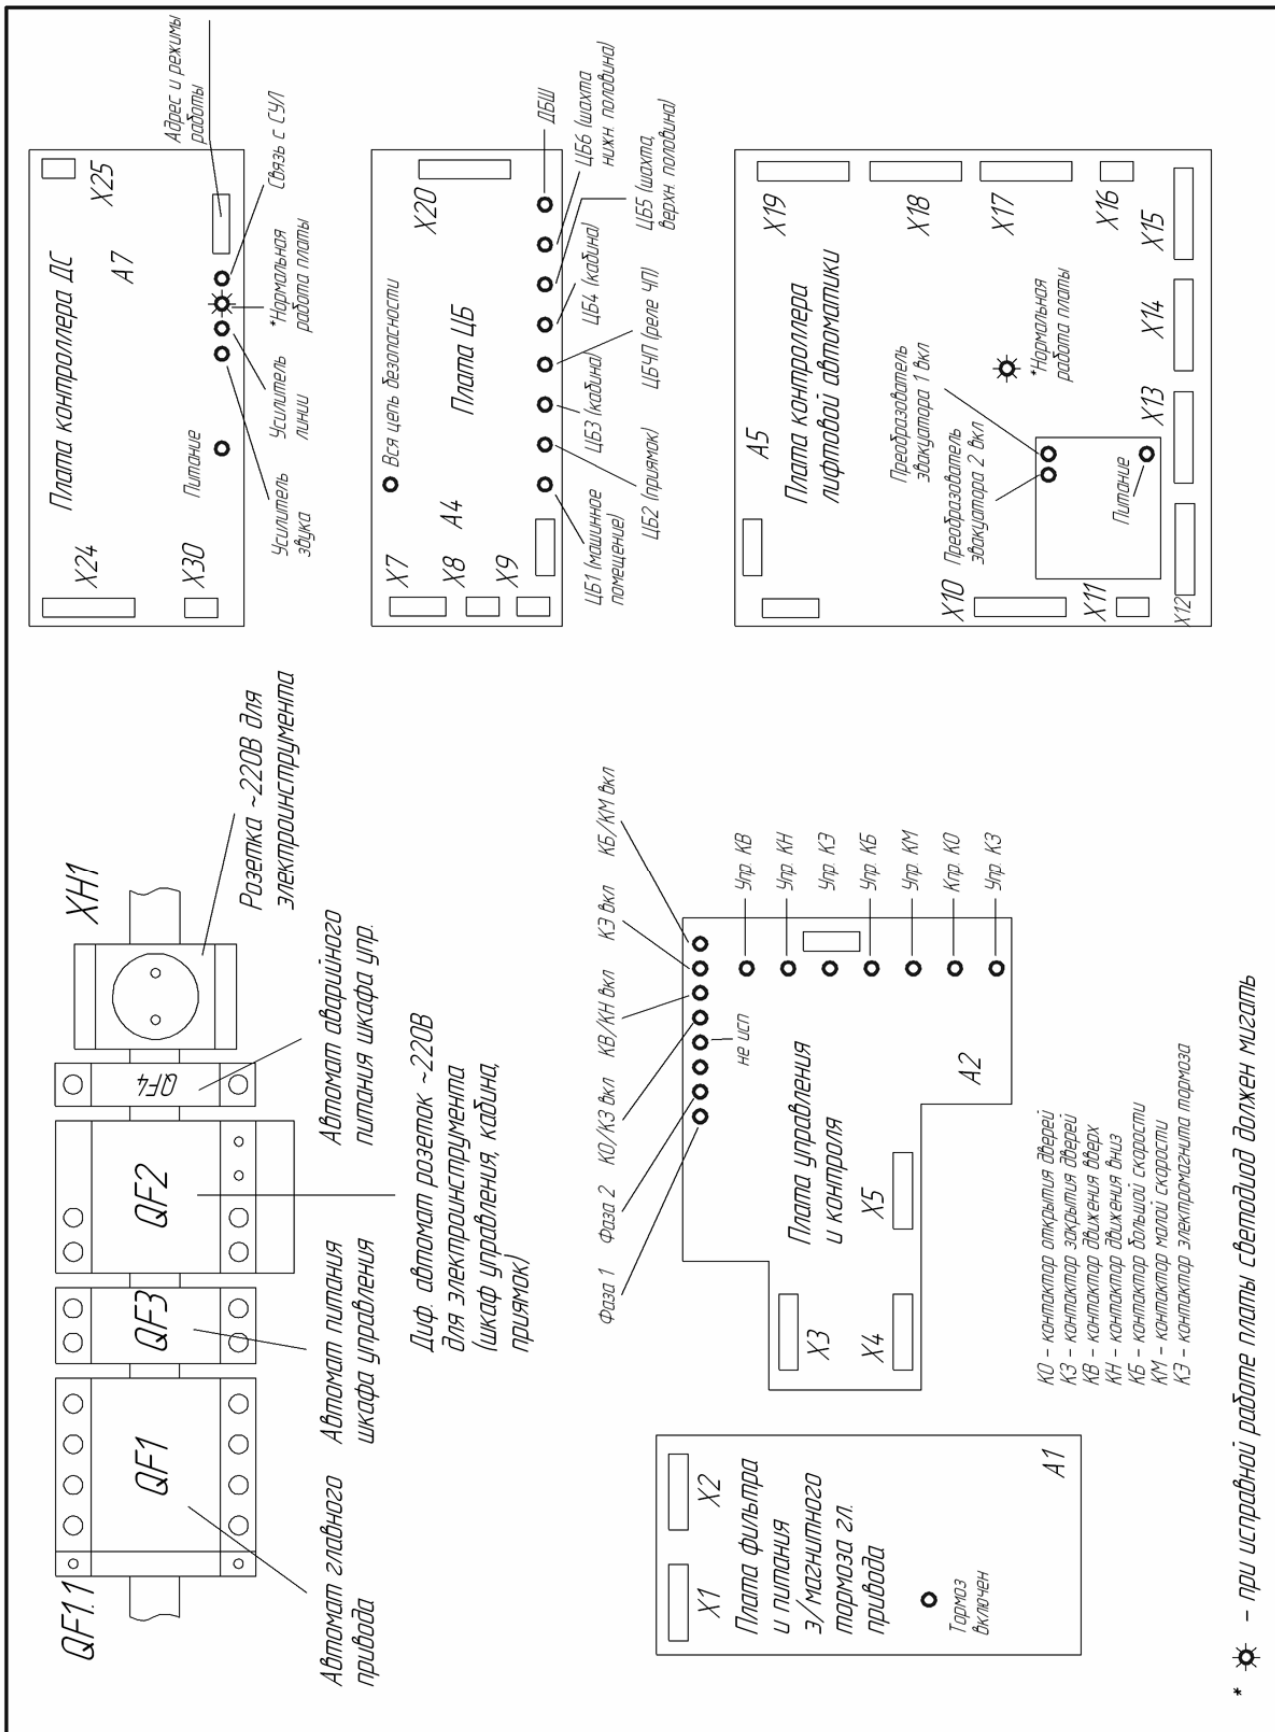 QF1.1
QF1
QF3
QF2
QF4
XH1
Автомат главного
привода
Автомат питания
шкафа управления
Диф. автомат розеток ~220В
для электроинструмента
(шкаф управления, кабина,
приямок)
Автомат аварийного
питания шкафа упр.
Розетка ~220В для
электроинструмента
X24
Плата контроллера ДС
A7
X25
X30
Питание
Адрес и режимы
работы
Усилитель
звука
Усилитель
линии
*Нормальная
работа платы
Связь с СУЛ
X7
X8
X9
A4
Вся цепь безопасности
Плата ЦБ
X20
ЦБ1 (машинное
помещение)
ЦБ2 (приямок)
ЦБ3 (кабина)
ЦБЧП (реле ЧП)
ЦБ4 (кабина)
ЦБ5 (шахта,
верхн. половина)
ЦБ6 (шахта
нижн. половина)
ДБШ
A5
Плата контроллера
лифтовой автоматики
X19
X18
X17
X16
X10
X11
X12
X13
X14
X15
Преобразователь
эвакуатора 1 вкл
Преобразователь
эвакуатора 2 вкл
Питание
*Нормальная
работа платы
X1
X2
Плата фильтра
и питания
э/магнитного
тормоза гл.
привода
Тормоз
включен
A1
Фаза 1
Фаза 2
КО/КЗ вкл
КВ/КН вкл
КЭ вкл
КБ/КМ вкл
не исп
Плата управления
и контроля
X3
X4
X5
A2
Упр. КВ
Упр. КН
Упр. КЭ
Упр. КБ
Упр. КМ
Кпр. КО
Упр. КЗ
КО – контактор открытия дверей
КЗ – контактор закрытия дверей
КВ – контактор движения вверх
КН – контактор движения вниз
КБ – контактор большой скорости
КМ – контактор малой скорости
КЭ – контактор электромагнита тормоза
* – при исправной работе платы светодиод должен мигать